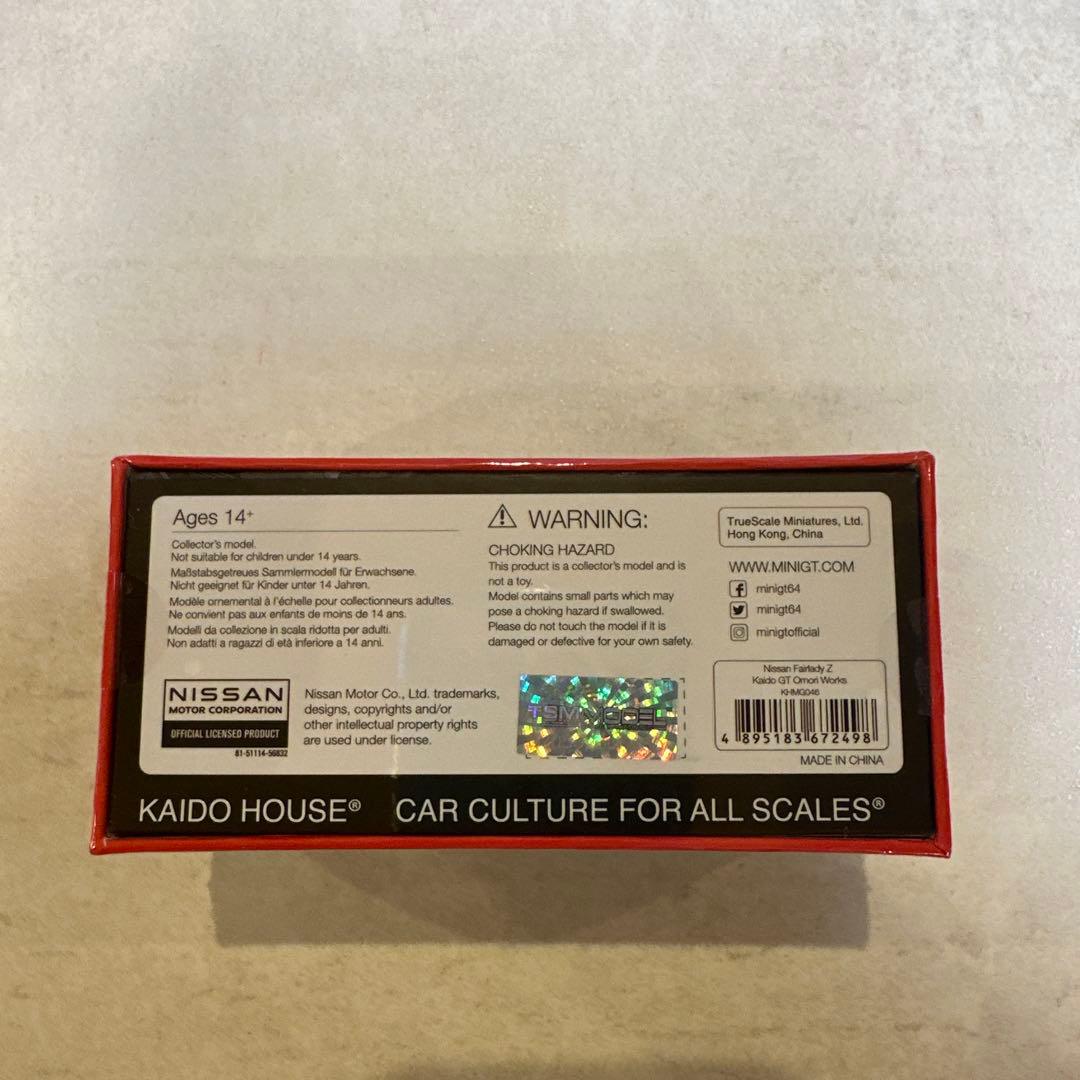 Ages 14+
Collector's model.
Not suitable for children under 14 years.
Maßstabsgetreues Sammlermodell für Erwachsene.
Nicht geeignet für Kinder unter 14 Jahren.
Modèle ornemental à l'échelle pour collectionneurs adultes.
Ne convient pas aux enfants de moins de 14 ans.
Modelli da collezione in scala ridotta per adulti.
Non adatti a ragazzi di età inferiore a 14 anni.
NISSAN
MOTOR CORPORATION
OFFICIAL LICENSED PRODUCT
81-51114-56832
Nissan Motor Co., Ltd. trademarks,
designs, copyrights and/or
other intellectual property rights
are used under license.
WARNING:
CHOKING HAZARD
This product is a collector's model and is
not a toy.
Model contains small parts which may
pose a choking hazard if swallowed.
Please do not touch the model if it is
damaged or defective for your own safety.
TSM MODEL
TrueScale Miniatures, Ltd.
Hong Kong, China
WWW.MINIGT.COM
minigt64
minigt64
minigtofficial
Nissan Fairlady Z
Kaido GT Omori Works
KHMG046
4 895183 672498
MADE IN CHINA
KAIDO HOUSE® CAR CULTURE FOR ALL SCALES®